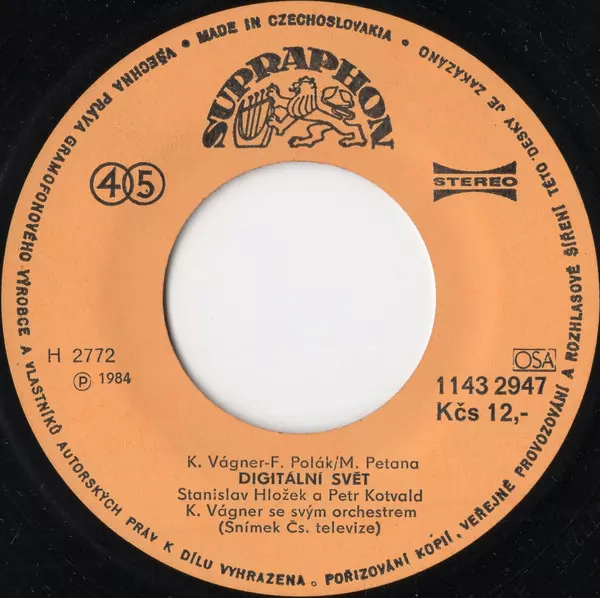 • MADE IN CZECHOSLOVAKIA •
VŠECHNA PRÁVA GRAMOFONOVÉHO VÝROBCE A VLASTNÍKŮ AUTORSKÝCH PRÁV K DÍLU VYHRAZENA. POŘIZOVÁNÍ KOPIÍ, VEŘEJNÉ PROVOZOVÁNÍ A ROZHLASOVÉ ŠÍŘENÍ TÉTO DESKY JE ZAKÁZÁNO
SUPRAPHON
45
STEREO
H 2772
Ⓟ 1984
OSA
1143 2947
Kčs 12,-
K. Vágner-F. Polák/M. Petana
DIGITÁLNÍ SVĚT
Stanislav Hložek a Petr Kotvald
K. Vágner se svým orchestrem
(Snímek Čs. televize)